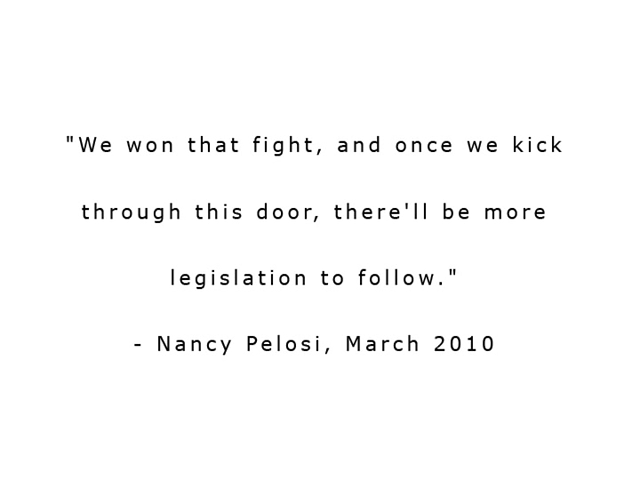 "We won that fight, and once we kick
through this door, there'll be more
legislation to follow."
- Nancy Pelosi, March 2010